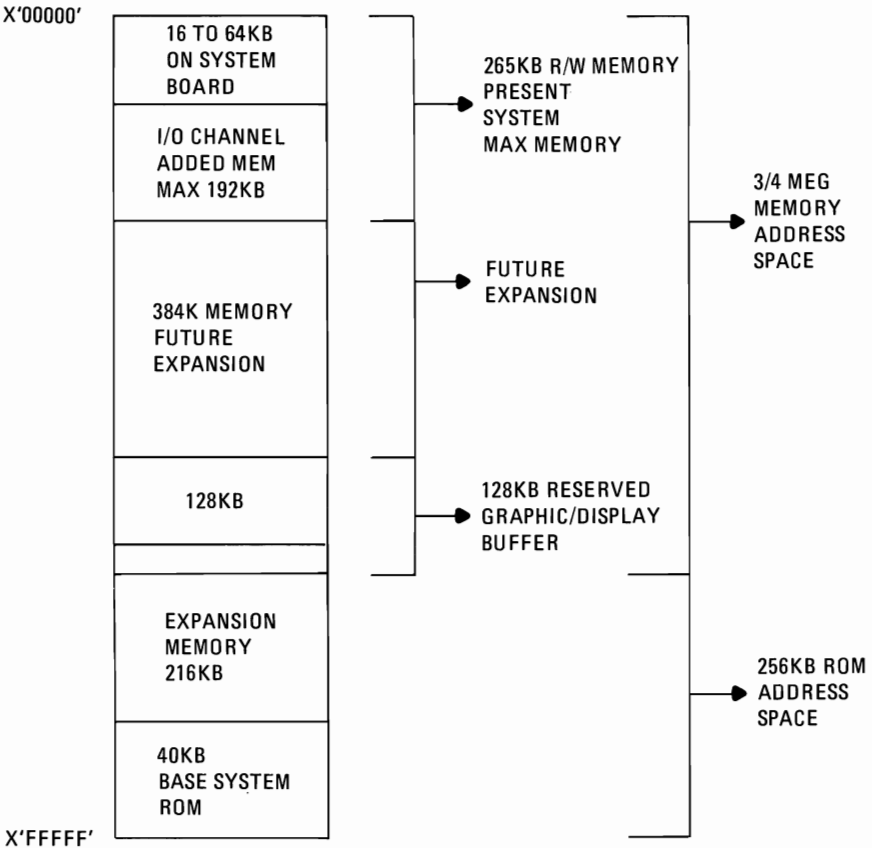 X'00000'
16 TO 64KB
ON SYSTEM
BOARD
I/O CHANNEL
ADDED MEM
MAX 192KB
384K MEMORY
FUTURE
EXPANSION
128KB
EXPANSION
MEMORY
216KB
40KB
BASE SYSTEM
ROM
X'FFFFF'
265KB R/W MEMORY
PRESENT
SYSTEM
MAX MEMORY
FUTURE
EXPANSION
128KB RESERVED
GRAPHIC/DISPLAY
BUFFER
3/4 MEG
MEMORY
ADDRESS
SPACE
256KB ROM
ADDRESS
SPACE